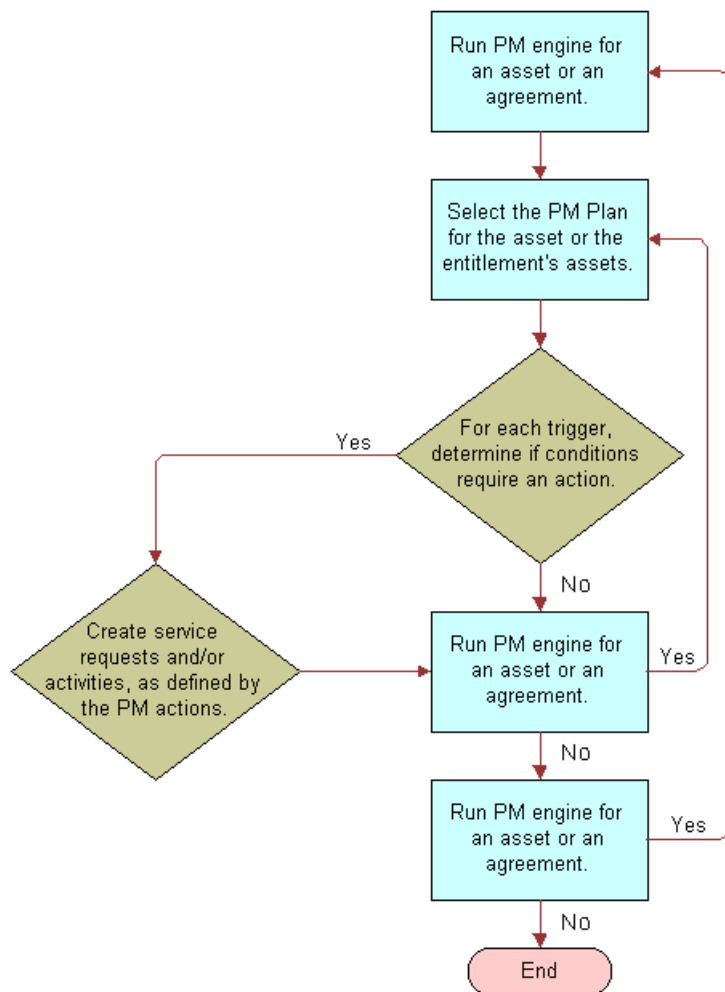 Run PM engine for
an asset or an
agreement.
Select the PM Plan
for the asset or the
entitlement's assets.
For each trigger,
determine if conditions
require an action.
Yes
No
Create service
requests and/or
activities, as defined by
the PM actions.
Run PM engine for
an asset or an
agreement.
Yes
No
Run PM engine for
an asset or an
agreement.
Yes
No
End